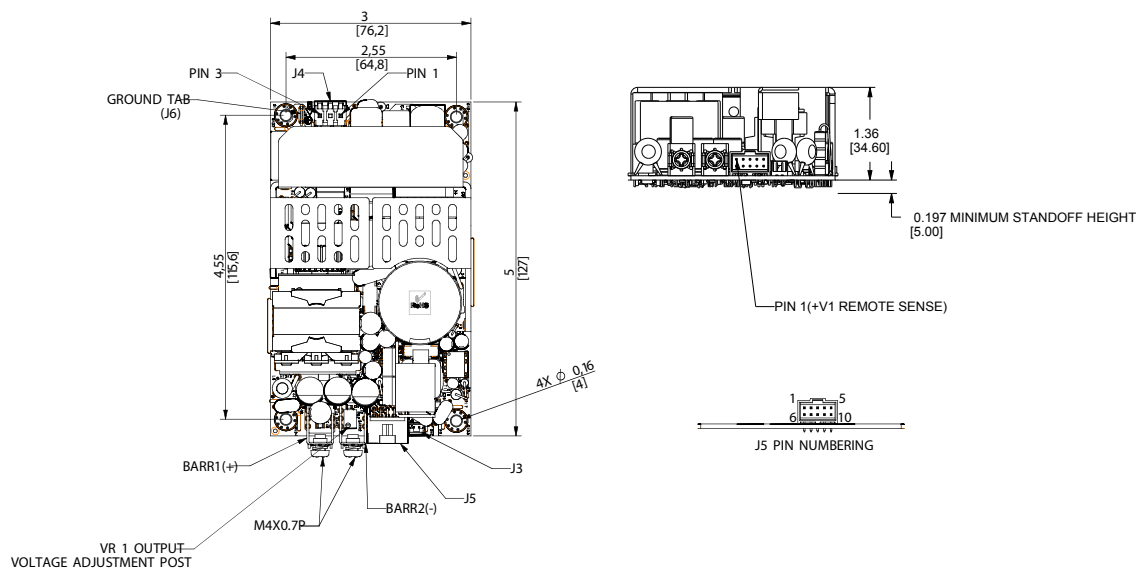 3
[76,2]
2,55
[64,8]
PIN 3
J4
PIN 1
GROUND TAB
(J6)
4,55
[115,6]
5
[127]
RoHS
4X Ø 0,16
[4]
BARR1(+)
M4X0.7P
BARR2(-)
J5
J3
VR 1 OUTPUT
VOLTAGE ADJUSTMENT POST
1.36
[34.60]
0.197 MINIMUM STANDOFF HEIGHT
[5.00]
PIN 1(+V1 REMOTE SENSE)
1 5
6 10
J5 PIN NUMBERING